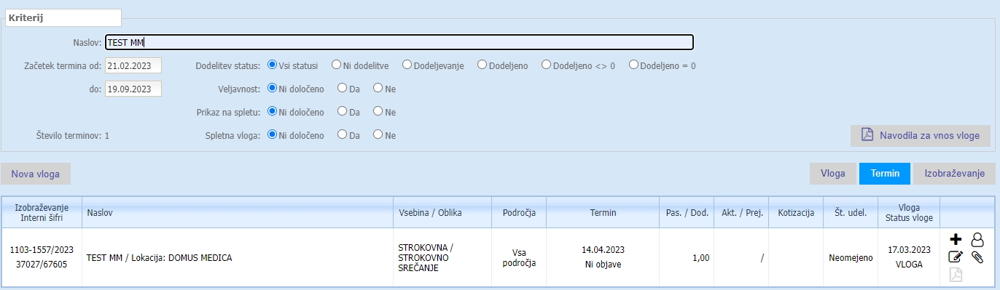 Kriterij
Naslov: TEST MM
Začetek termina od: 21.02.2023 Dodelitev status: Vsi statusi Ni dodelitve Dodeljevanje Dodeljeno Dodeljeno <> 0 Dodeljeno = 0
do: 19.09.2023 Veljavnost: Ni določeno Da Ne
Prikaz na spletu: Ni določeno Da Ne
Število terminov: 1 Spletna vloga: Ni določeno Da Ne Navodila za vnos vloge
Nova vloga Vloga Termin Izobraževanje
Izobraževanje
Interni šifri
Naslov
Vsebina / Oblika
Področja
Termin
Pas. / Dod.
Akt. / Prej.
Kotizacija
Št. udel.
Vloga
Status vloge
1103-1557/2023
37027/67605
TEST MM / Lokacija: DOMUS MEDICA
STROKOVNA /
STROKOVNO
SREČANJE
Vsa
področja
14.04.2023
Ni objave
1,00
/
Neomejeno
17.03.2023
VLOGA